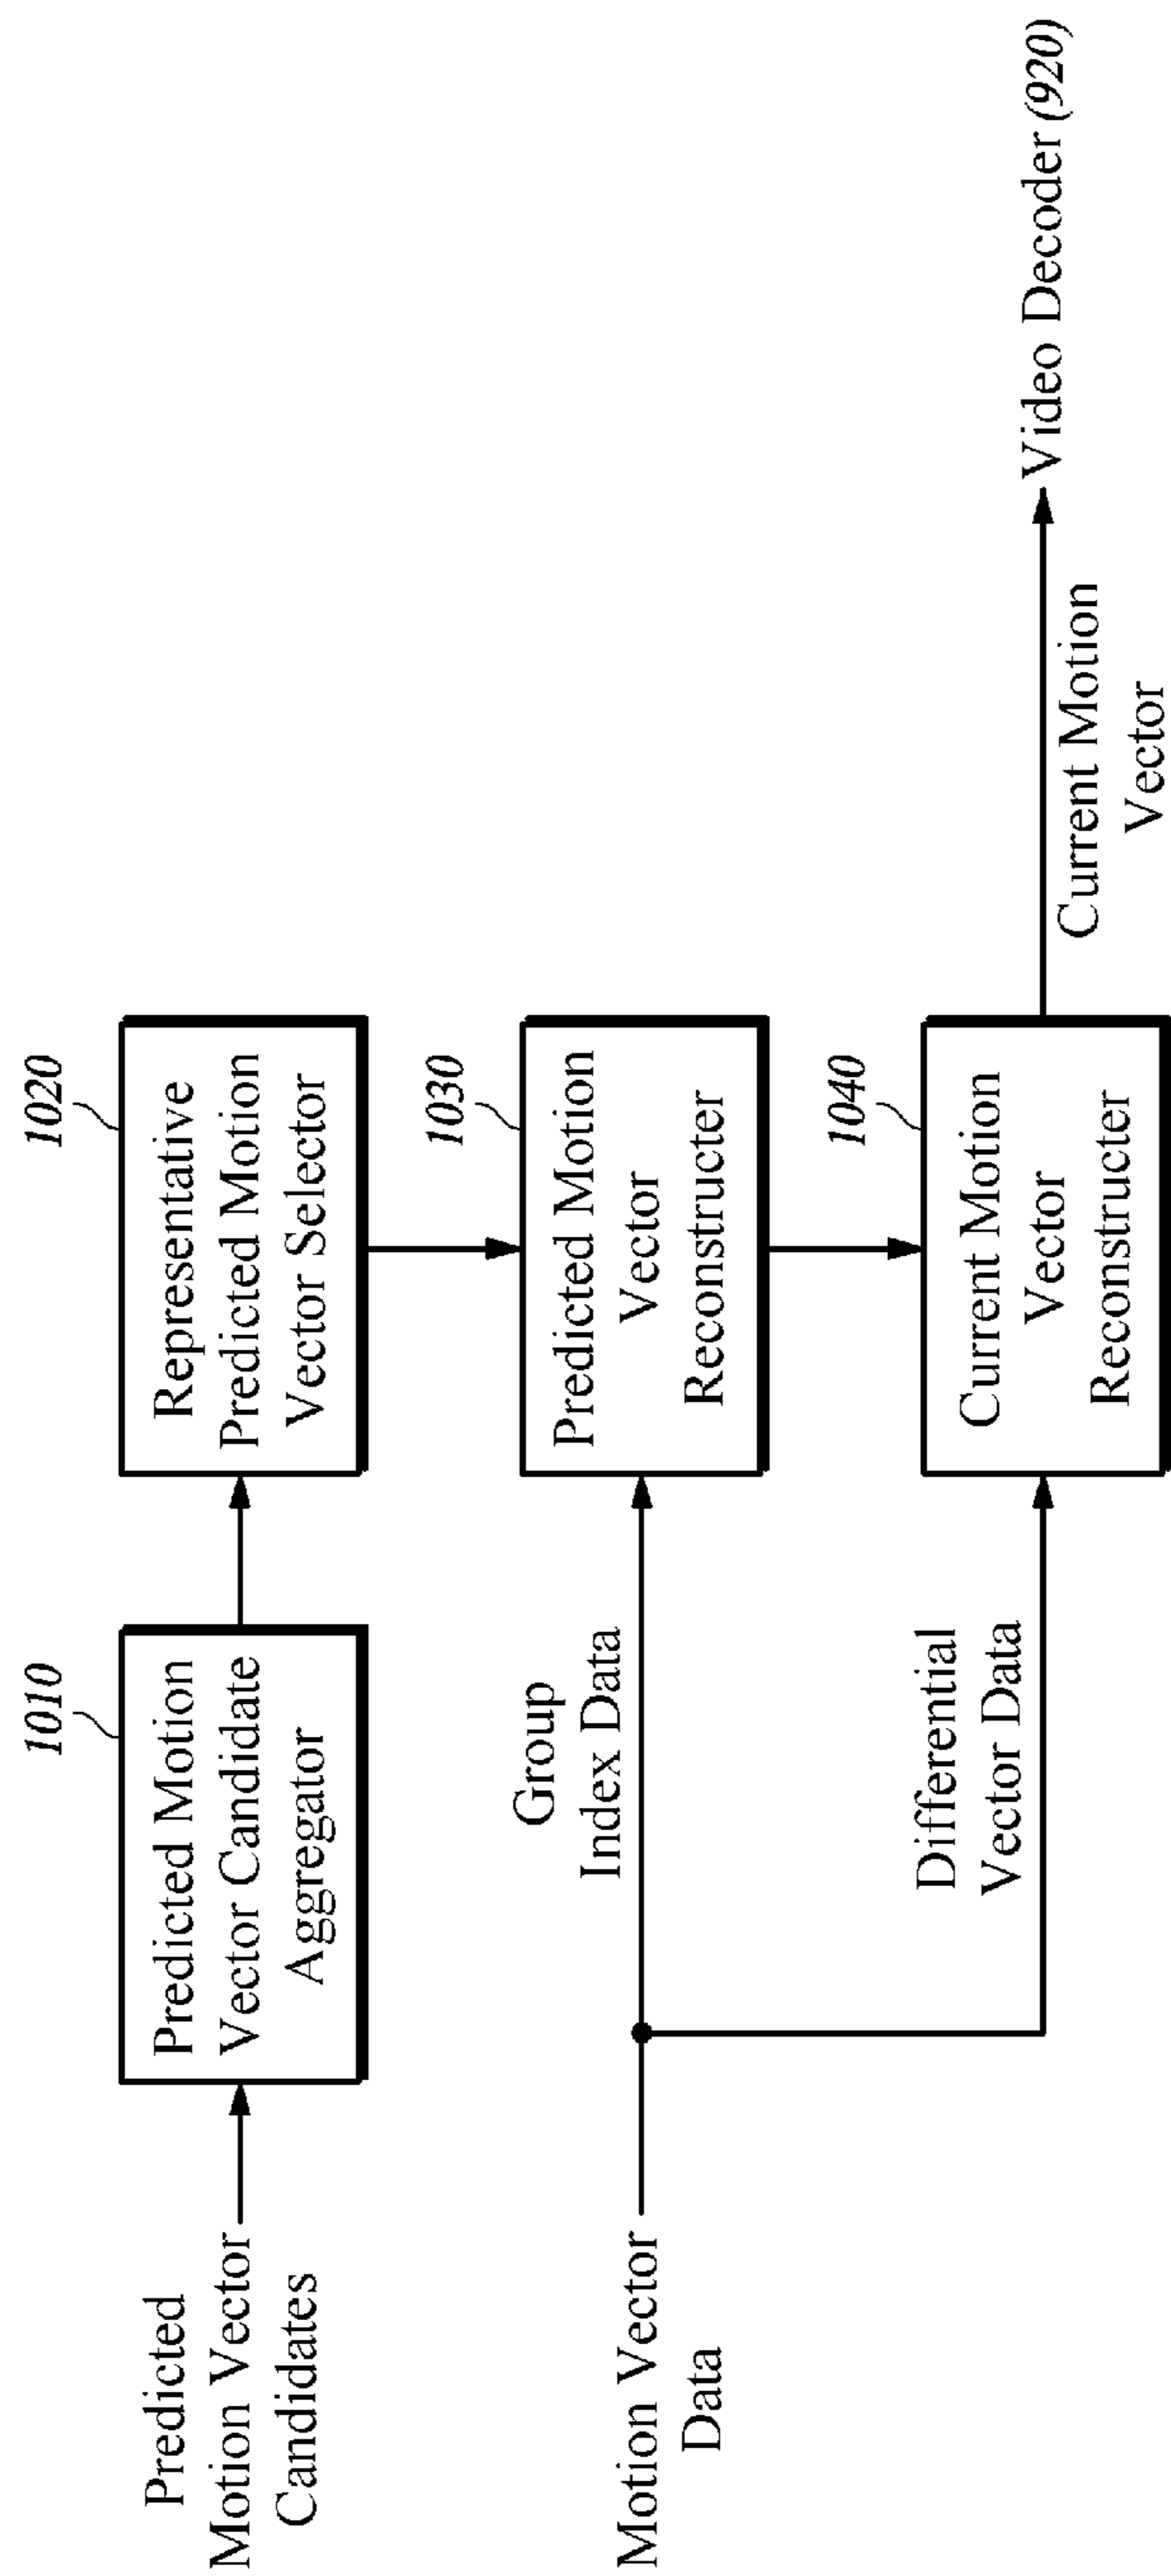 Predicted
Motion Vector
Candidates
1010
Predicted Motion
Vector Candidate
Aggregator
1020
Representative
Predicted Motion
Vector Selector
Motion Vector
Data
Group
Index Data
1030
Predicted Motion
Vector
Reconstructer
Differential
Vector Data
1040
Current Motion
Vector
Reconstructer
Current Motion
Vector
Video Decoder (920)